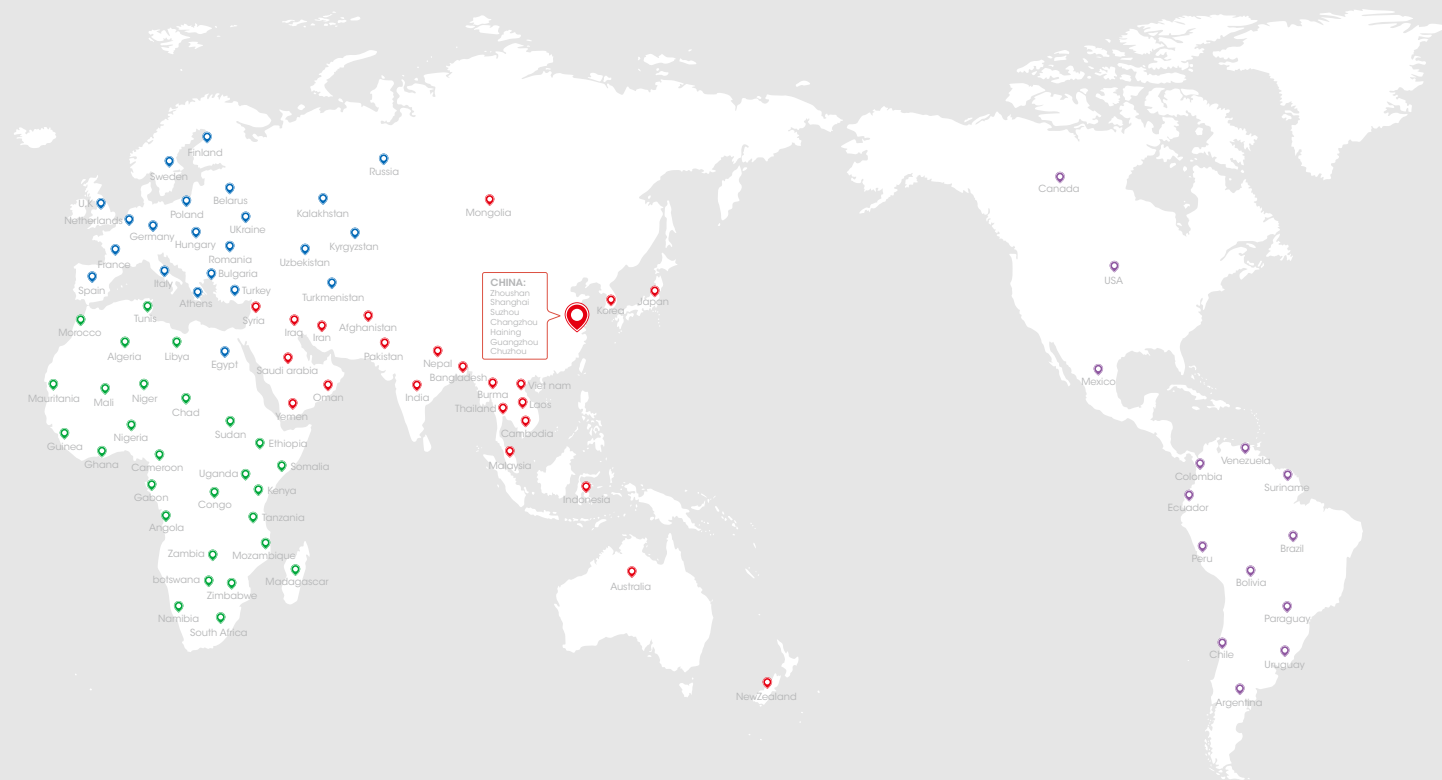 Finland
Sweden
Russia
U.K
Netherlands
Poland
Belarus
Germany
UKraine
Hungary
Romania
France
Italy
Bulgaria
Spain
Athens
Turkey
Kalakhstan
Kyrgyzstan
Uzbekistan
Turkmenistan
Mongolia
CHINA:
Zhoushan
Shanghai
Suzhou
Changzhou
Haining
Guangzhou
Chuzhou
Korea
Japan
Syria
Iraq
Iran
Afghanistan
Pakistan
Saudi arabia
Oman
Yemen
Nepal
Bangladesh
India
Burma
Viet nam
Thailand
Laos
Cambodia
Malaysia
Indonesia
Australia
NewZealand
Tunis
Morocco
Algeria
Libya
Egypt
Mauritania
Mali
Niger
Chad
Guinea
Nigeria
Sudan
Ethiopia
Ghana
Cameroon
Uganda
Somalia
Gabon
Congo
Kenya
Angola
Tanzania
Zambia
Mozambique
botswana
Zimbabwe
Madagascar
Namibia
South Africa
Canada
USA
Mexico
Venezuela
Colombia
Suriname
Ecuador
Peru
Brazil
Bolivia
Paraguay
Chile
Uruguay
Argentina